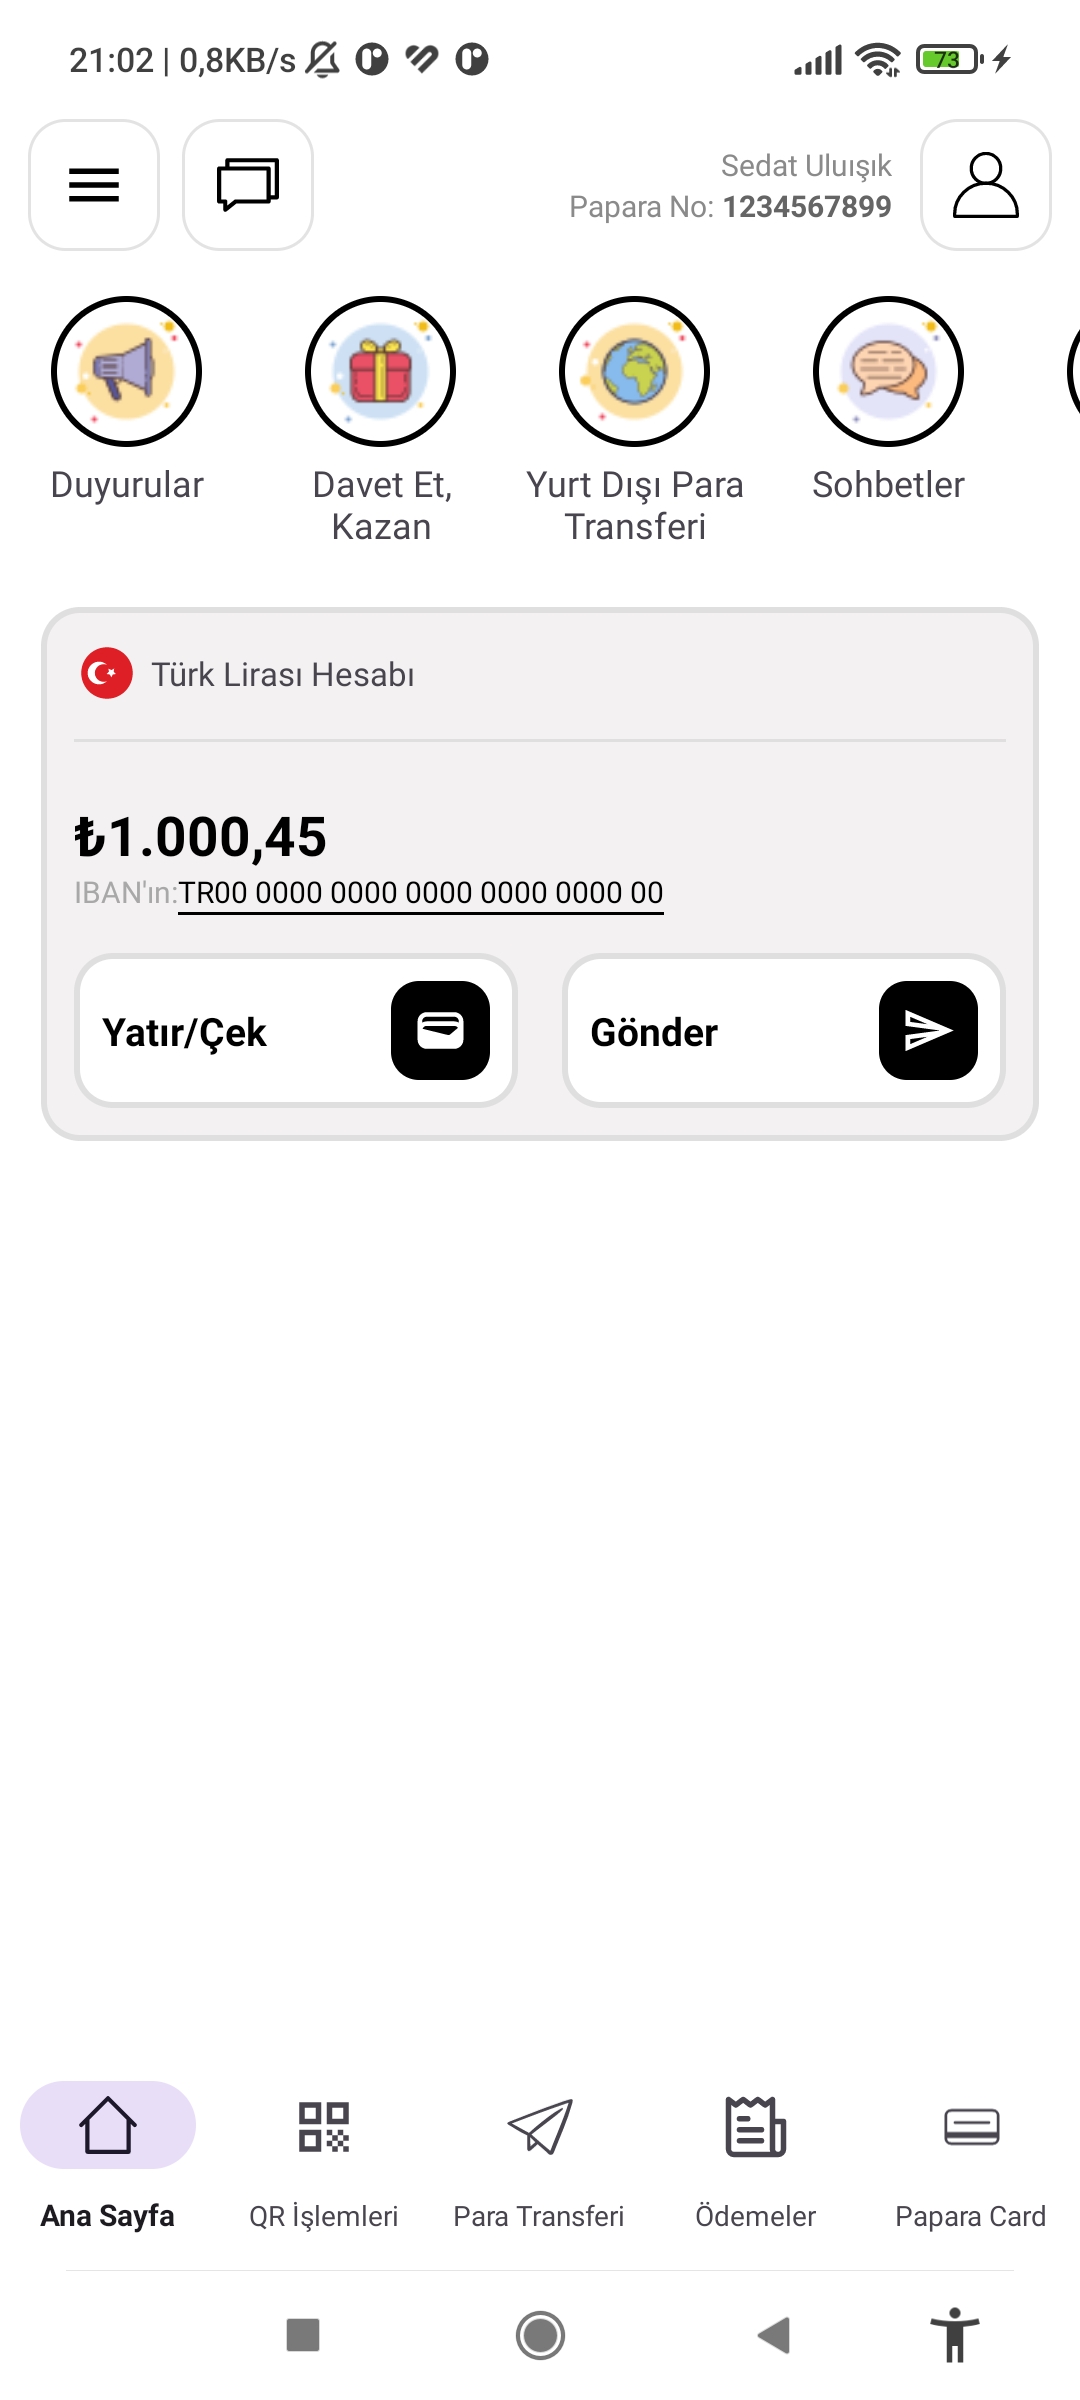 21:02 | 0,8KB/s
73
Sedat Uluışık
Papara No: 1234567899
Duyurular
Davet Et,
Kazan
Yurt Dışı Para
Transferi
Sohbetler
Türk Lirası Hesabı
₺1.000,45
IBAN'ın:TR00 0000 0000 0000 0000 0000 00
Yatır/Çek
Gönder
Ana Sayfa
QR İşlemleri
Para Transferi
Ödemeler
Papara Card